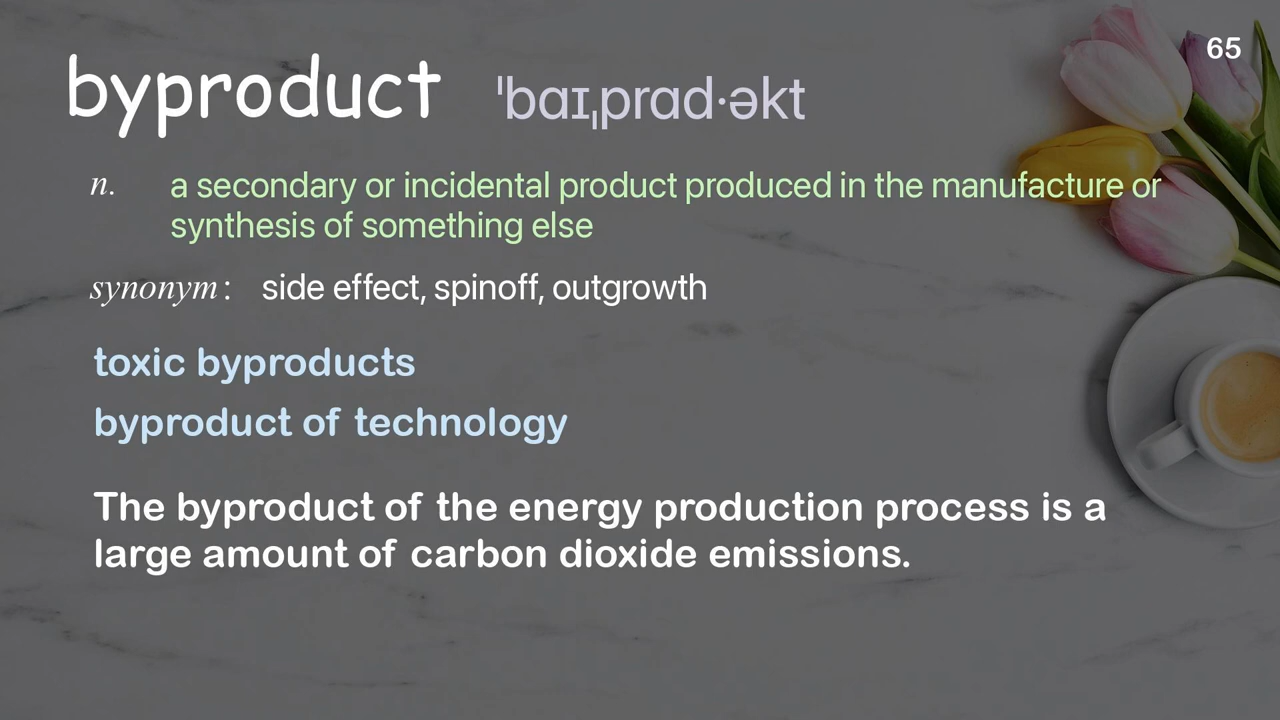 65
byproduct ˈbaɪˌprad·əkt
n. a secondary or incidental product produced in the manufacture or
synthesis of something else
synonym: side effect, spinoff, outgrowth
toxic byproducts
byproduct of technology
The byproduct of the energy production process is a
large amount of carbon dioxide emissions.